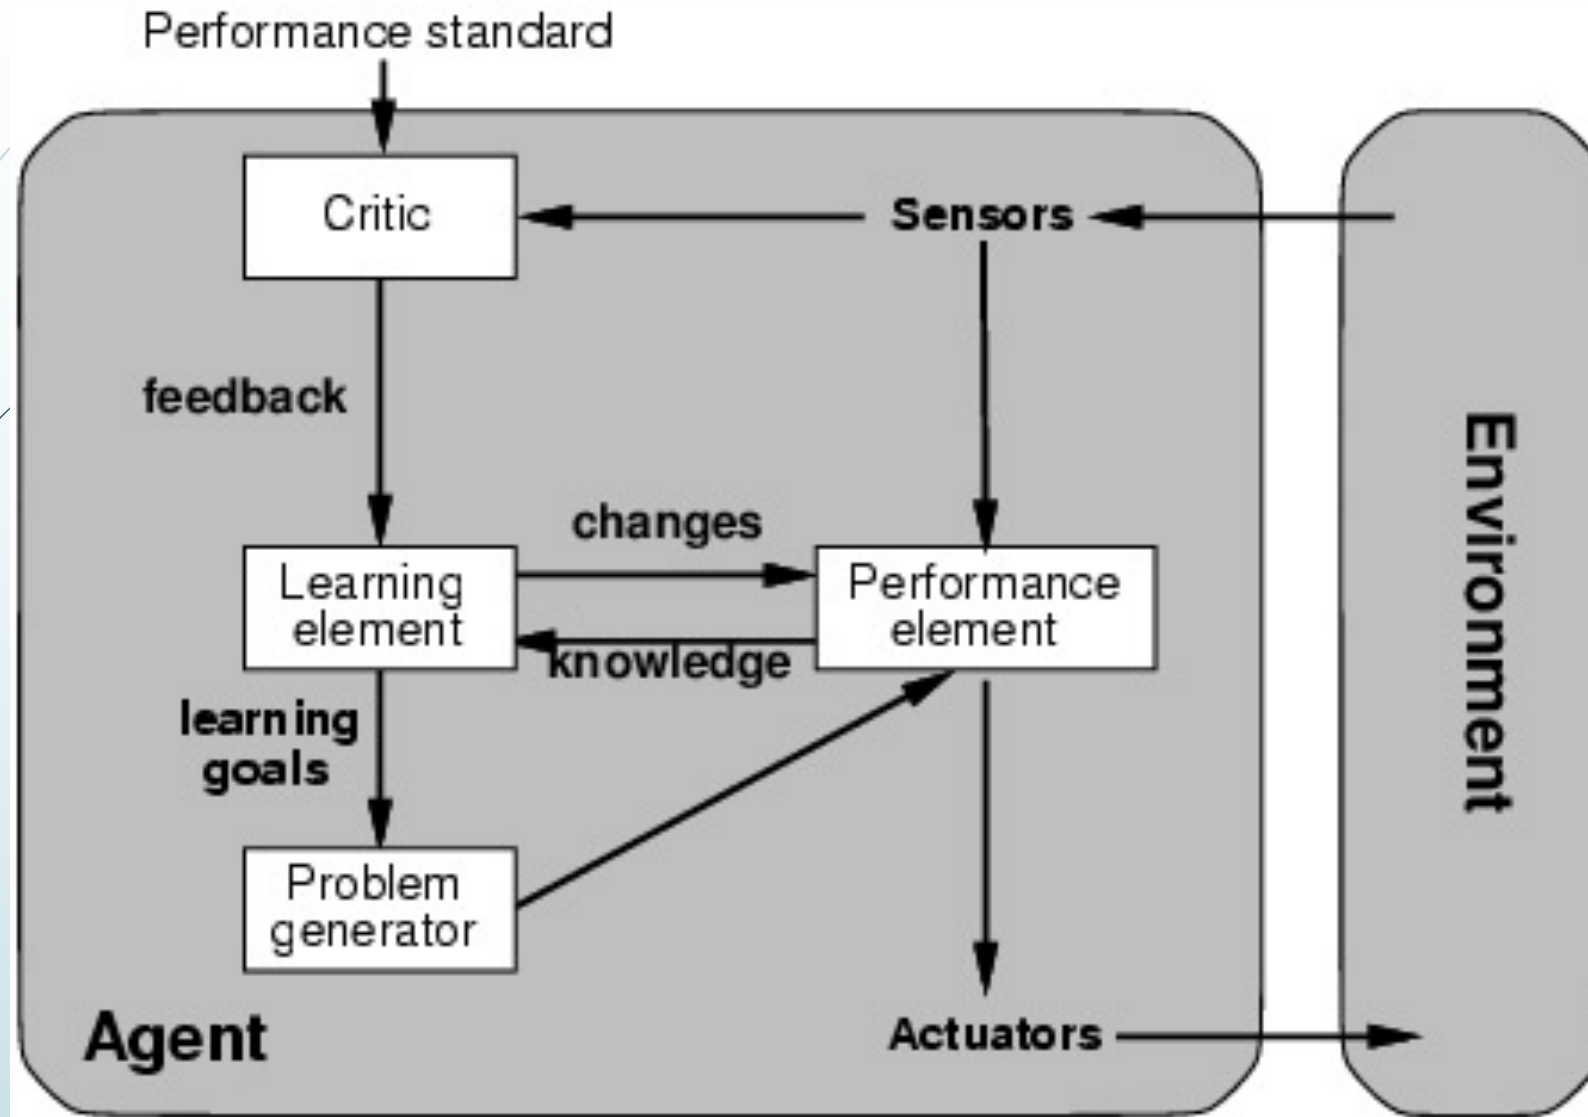 Performance standard
Critic
Sensors
feedback
changes
Learning
element
Performance
element
knowledge
learning
goals
Problem
generator
Agent
Actuators
Environment